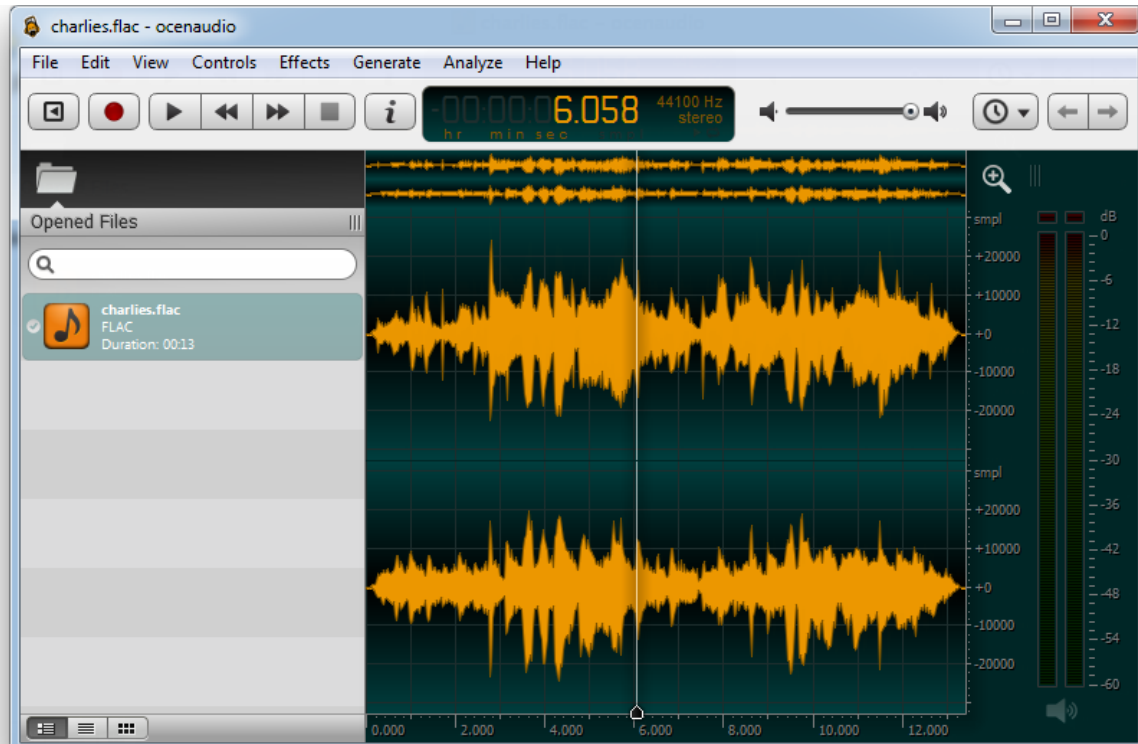 charlies.flac - ocenaudio
File Edit View Controls Effects Generate Analyze Help
-00:00:06.058
44100 Hz
stereo
hr min sec
Opened Files
charlies.flac
FLAC
Duration: 00:13
smpl
+20000
+10000
+0
-10000
-20000
smpl
+20000
+10000
+0
-10000
-20000
dB
0
-6
-12
-18
-24
-30
-36
-42
-48
-54
-60
0.000 2.000 4.000 6.000 8.000 10.000 12.000